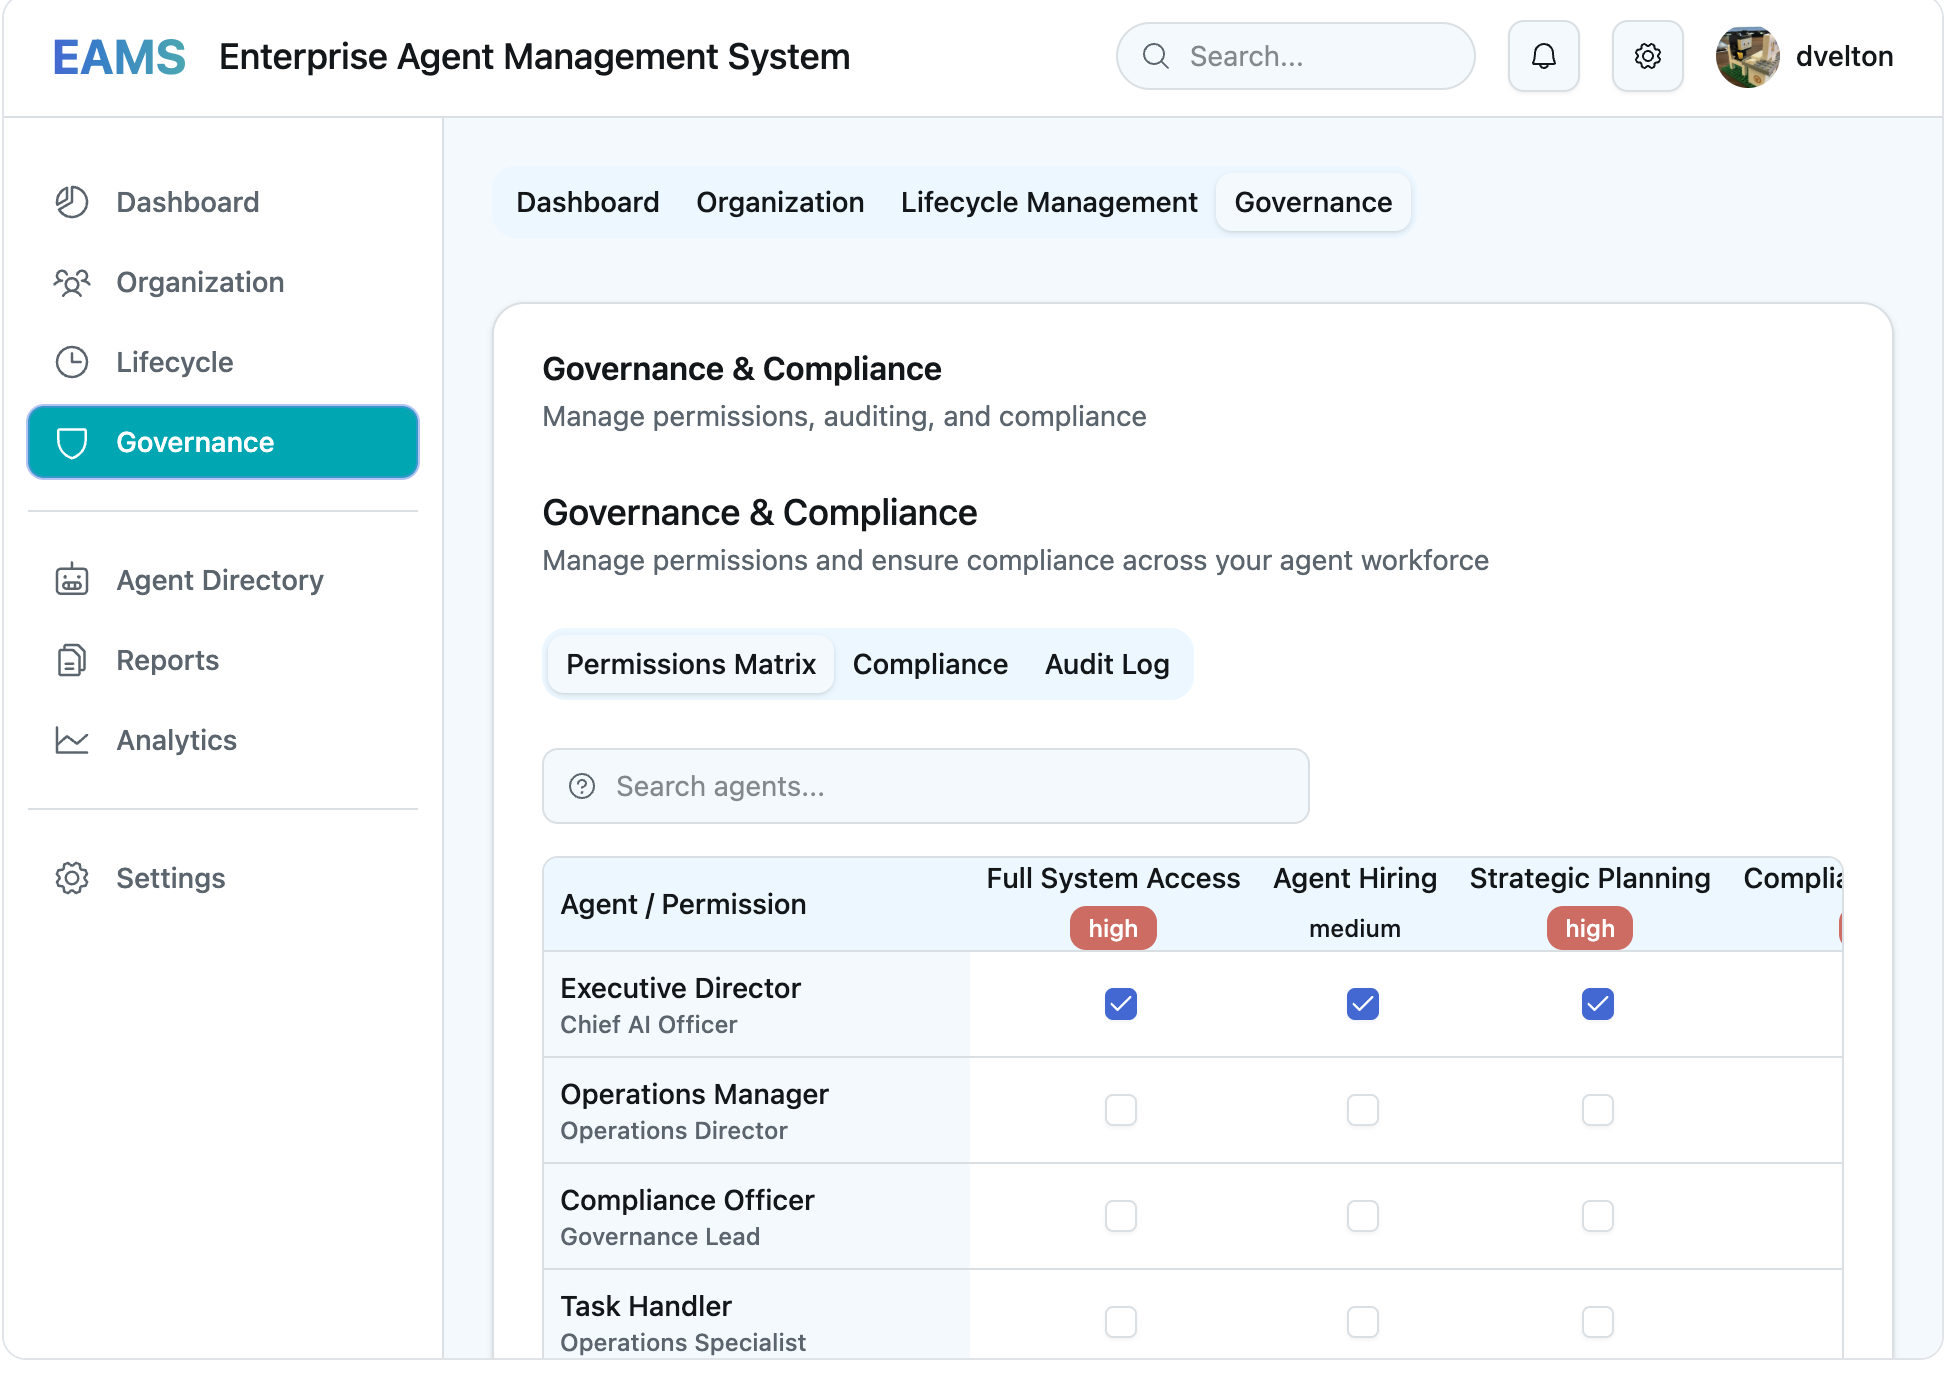 EAMS Enterprise Agent Management System
Search...
dvelton
Dashboard
Organization
Lifecycle
Governance
Agent Directory
Reports
Analytics
Settings
Dashboard Organization Lifecycle Management Governance
Governance & Compliance
Manage permissions, auditing, and compliance
Governance & Compliance
Manage permissions and ensure compliance across your agent workforce
Permissions Matrix Compliance Audit Log
Search agents...
Agent / Permission
Full System Access Agent Hiring Strategic Planning
high medium high
Executive Director
Chief AI Officer
Operations Manager
Operations Director
Compliance Officer
Governance Lead
Task Handler
Operations Specialist